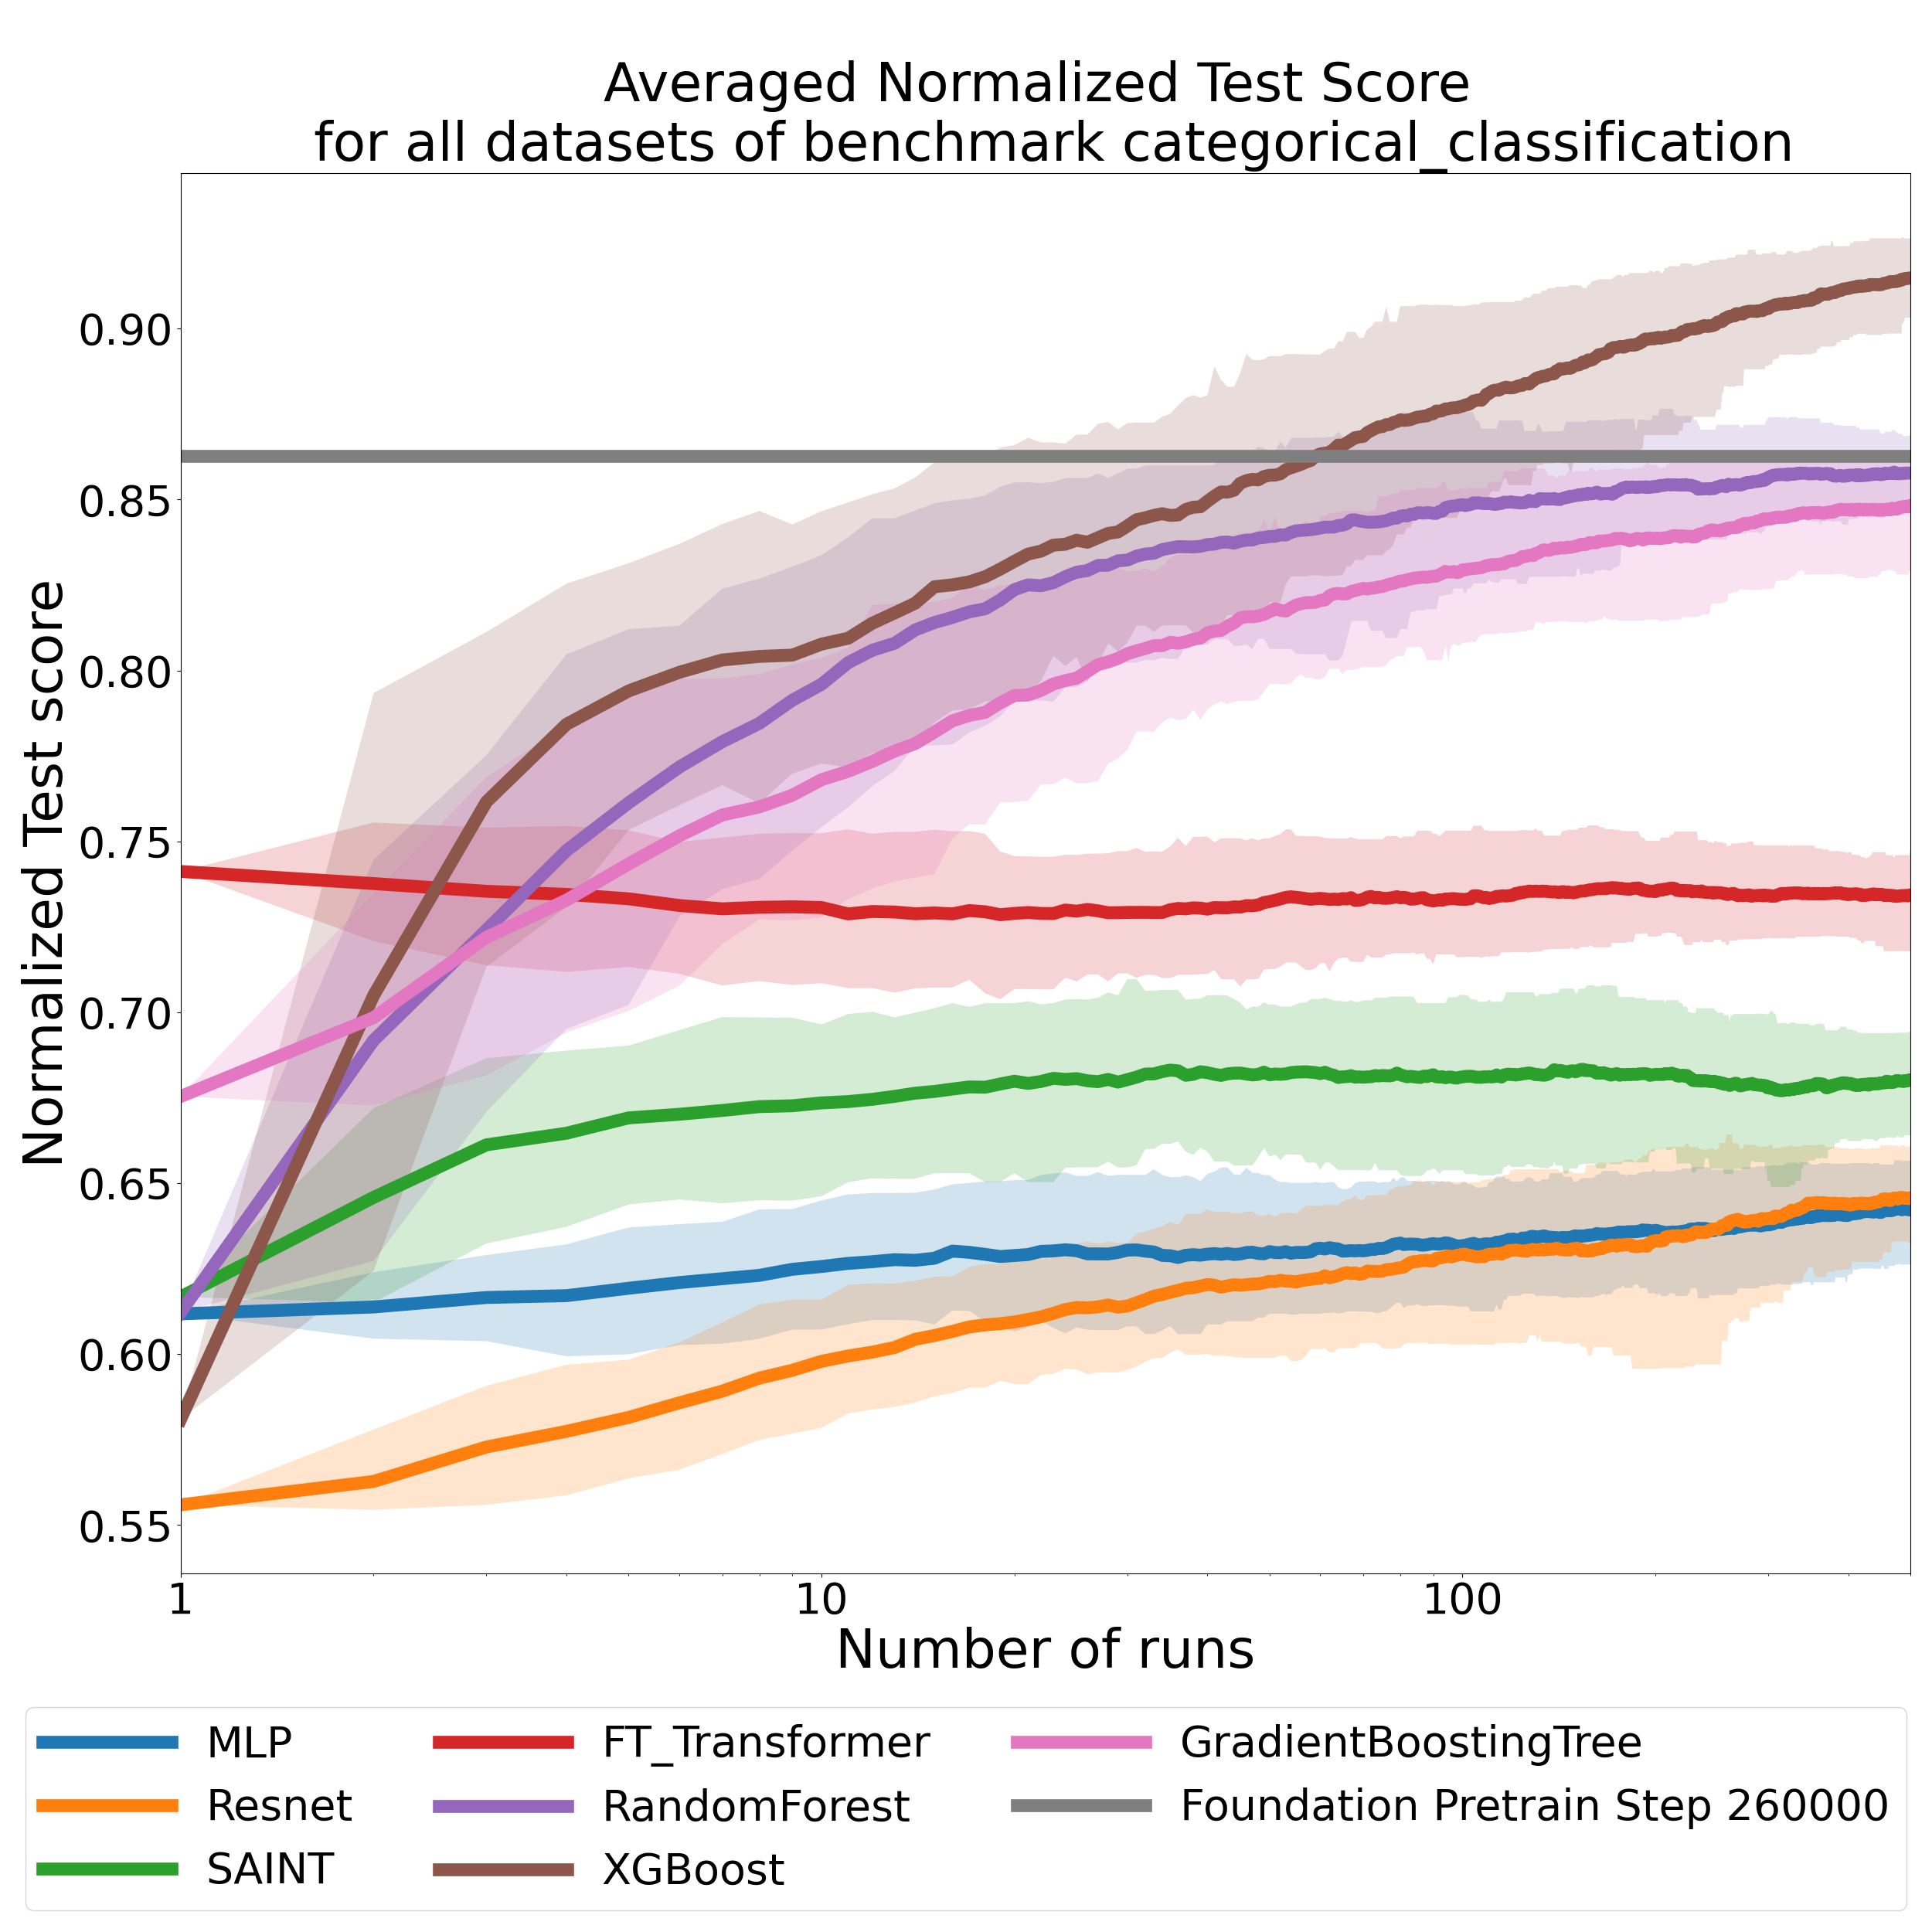 Averaged Normalized Test Score
for all datasets of benchmark categorical_classification
Normalized Test score
0.90
0.85
0.80
0.75
0.70
0.65
0.60
0.55
1
10
100
Number of runs
MLP
Resnet
SAINT
FT_Transformer
RandomForest
XGBoost
GradientBoostingTree
Foundation Pretrain Step 260000